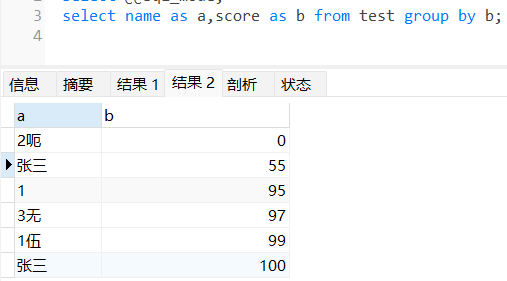 3 select name as a,score as b from test group by b;
4
信息 摘要 结果 1 结果 2 剖析 状态
a b
2呃 0
张三 55
1 95
3无 97
1伍 99
张三 100